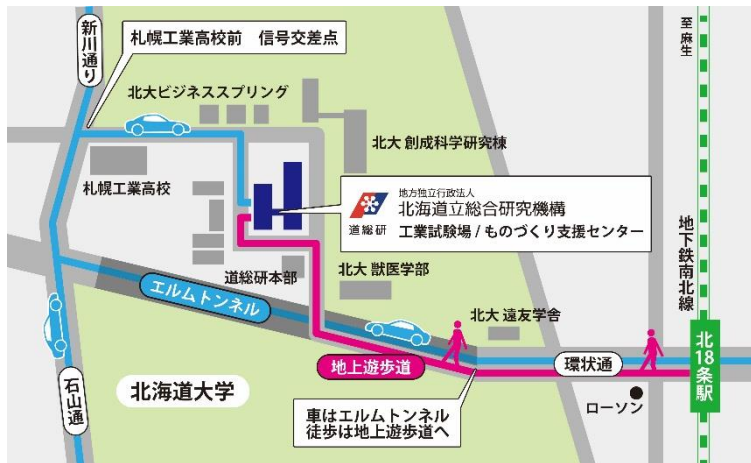 新川通り
札幌工業高校前 信号交差点
至麻生
北大ビジネススプリング
北大 創成科学研究棟
札幌工業高校
地方独立行政法人
北海道立総合研究機構
道総研
工業試験場/ものづくり支援センター
地下鉄南北線
道総研本部
北大 獣医学部
エルムトンネル
北大 遠友学舎
北18条駅
地上遊歩道
環状通
北海道大学
石山通
車はエルムトンネル
徒歩は地上遊歩道へ
ローソン